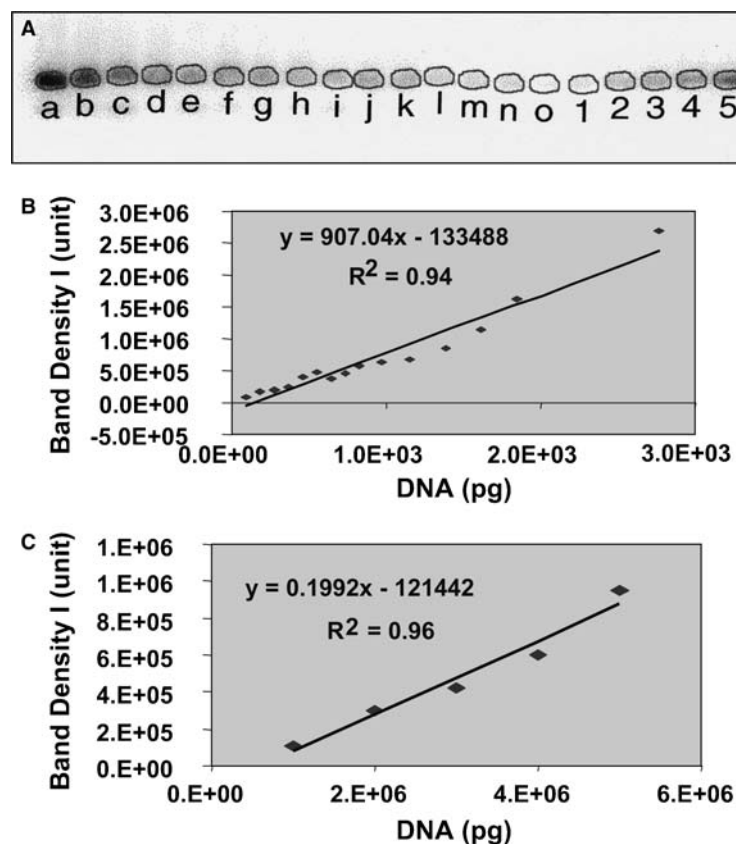 A
a b c d e f g h i j k l m n o 1 2 3 4 5
B
Band Density I (unit)
3.0E+06
2.5E+06
2.0E+06
1.5E+06
1.0E+06
5.0E+05
0.0E+00
-5.0E+05
y = 907.04x - 133488
R² = 0.94
0.0E+00 1.0E+03 2.0E+03 3.0E+03
DNA (pg)
C
Band Density I (unit)
1.E+06
1.E+06
8.E+05
6.E+05
4.E+05
2.E+05
0.E+00
y = 0.1992x - 121442
R² = 0.96
0.E+00 2.E+06 4.E+06 6.E+06
DNA (pg)